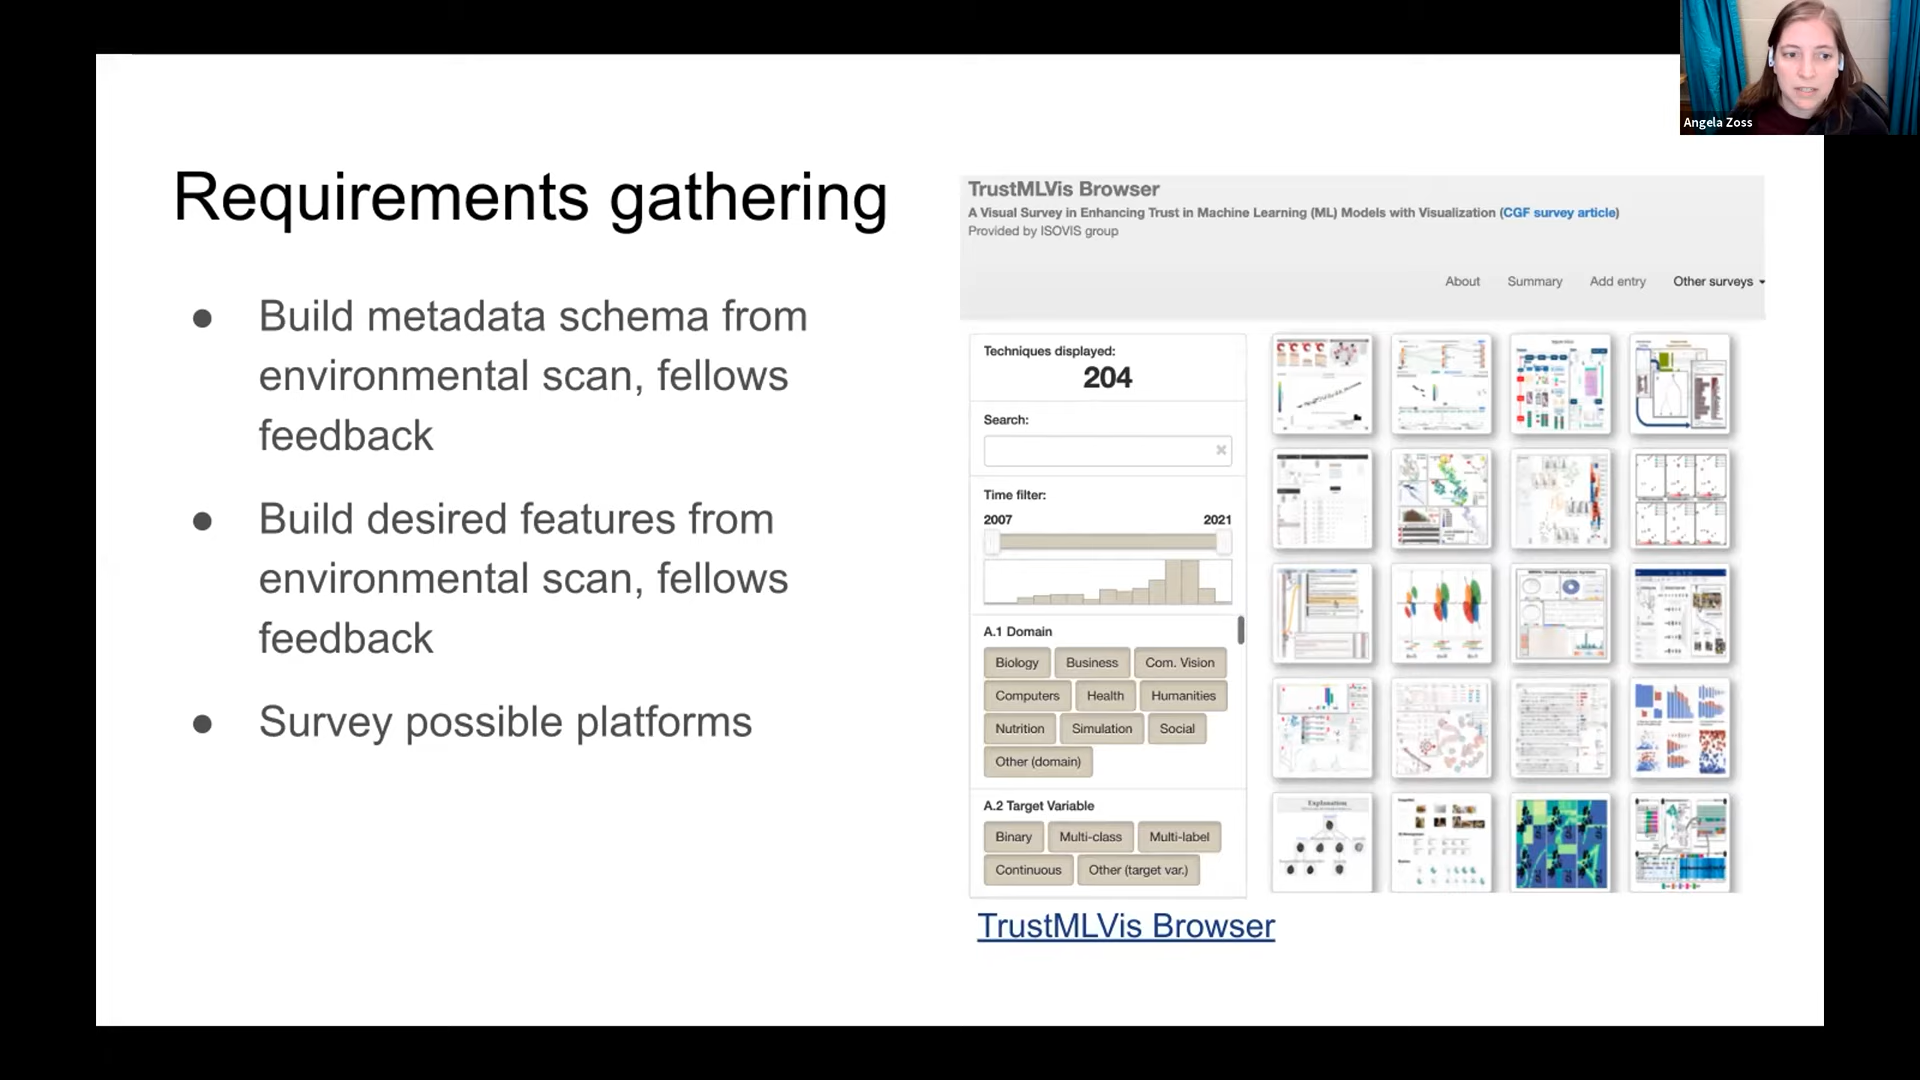 Angela Zoss
Requirements gathering
● Build metadata schema from
environmental scan, fellows
feedback
● Build desired features from
environmental scan, fellows
feedback
● Survey possible platforms
TrustMLVis Browser
A Visual Survey in Enhancing Trust in Machine Learning (ML) Models with Visualization (CGF survey article)
Provided by ISOVIS group
About Summary Add entry Other surveys
Techniques displayed:
204
Search:
Time filter:
2007 2021
A.1 Domain
Biology Business Com. Vision
Computers Health Humanities
Nutrition Simulation Social
Other (domain)
A.2 Target Variable
Binary Multi-class Multi-label
Continuous Other (target var.)
Explanation
TrustMLVis Browser